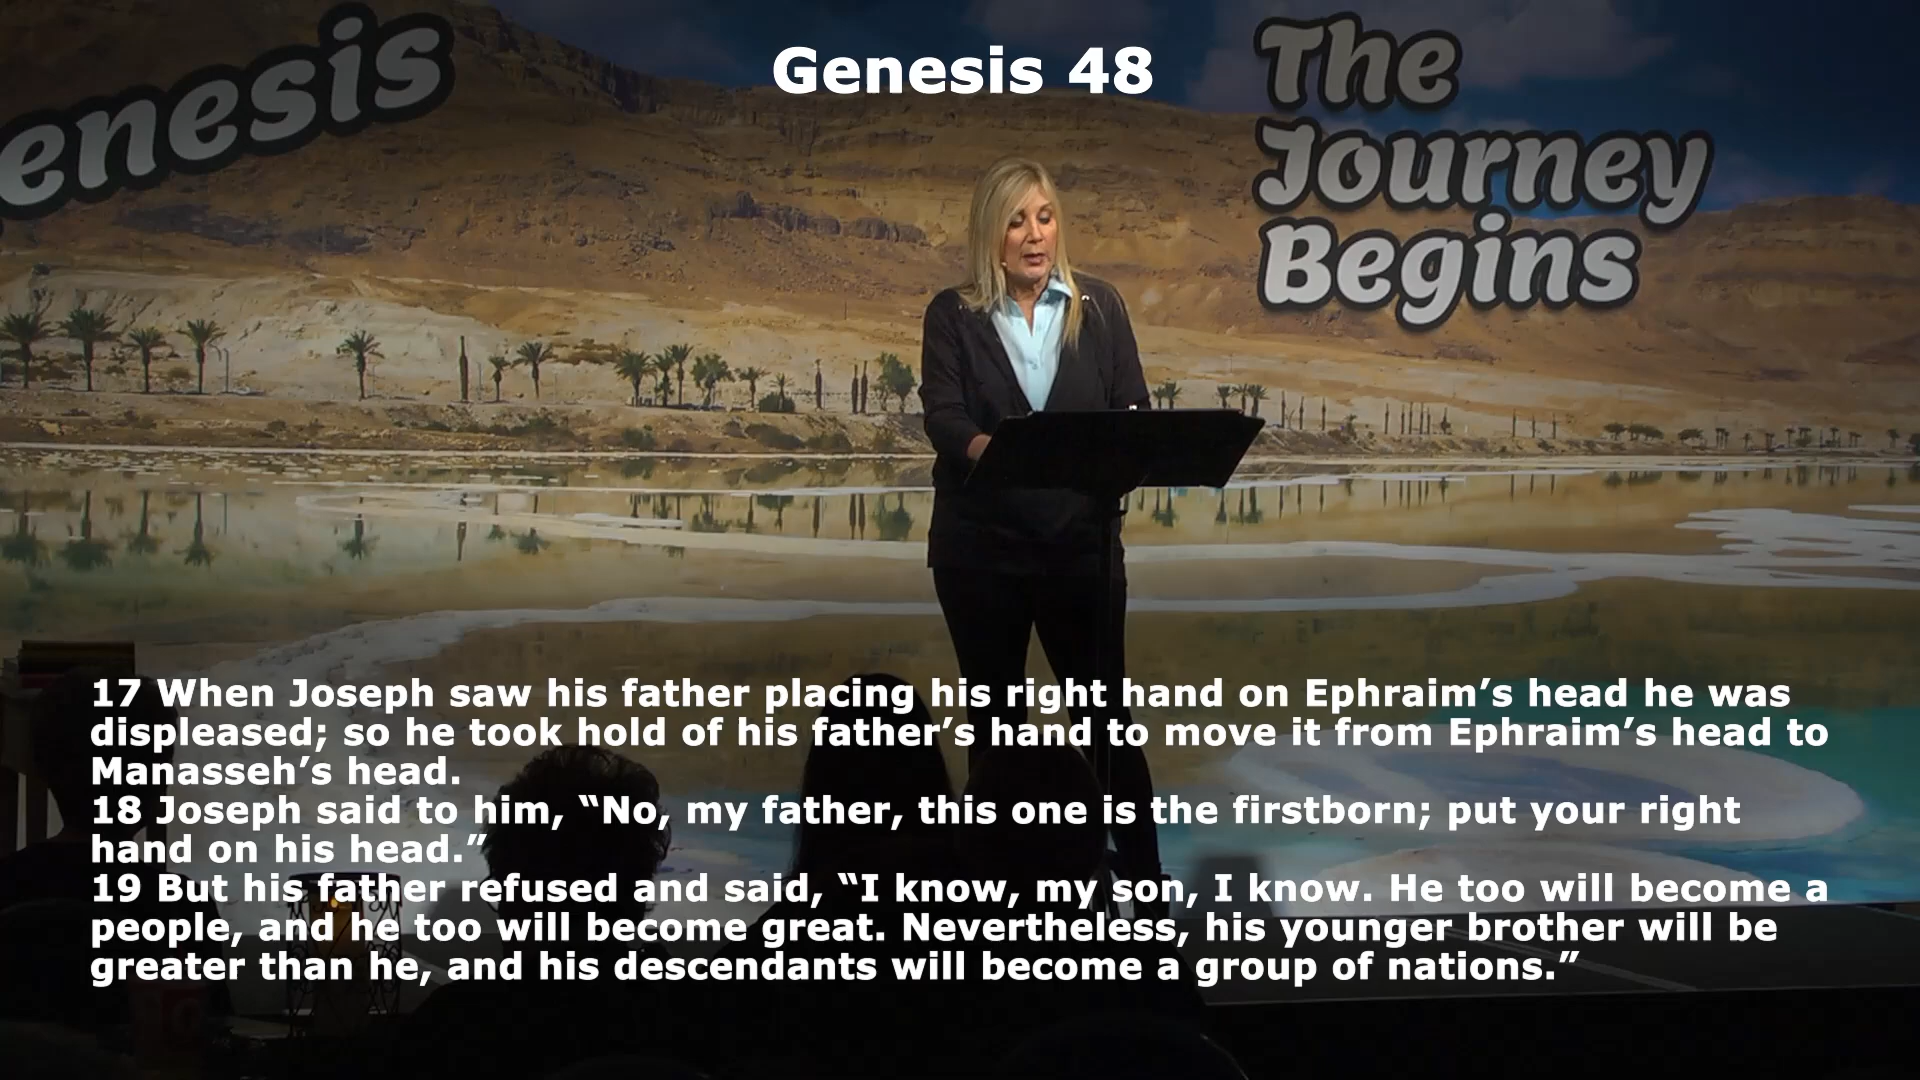 enesis
Genesis 48
The
Journey
Begins
17 When Joseph saw his father placing his right hand on Ephraim’s head he was
displeased; so he took hold of his father’s hand to move it from Ephraim’s head to
Manasseh’s head.
18 Joseph said to him, “No, my father, this one is the firstborn; put your right
hand on his head.”
19 But his father refused and said, “I know, my son, I know. He too will become a
people, and he too will become great. Nevertheless, his younger brother will be
greater than he, and his descendants will become a group of nations.”